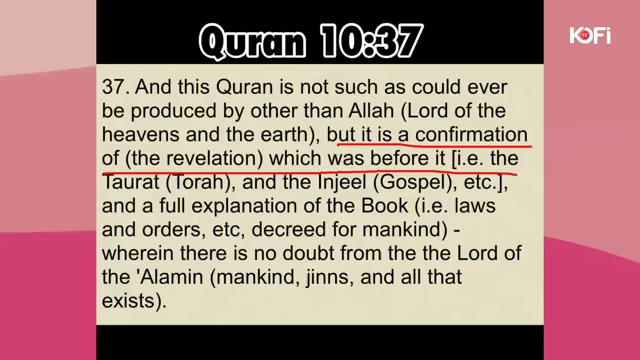 Quran 10:37
KOFi
TV
37. And this Quran is not such as could ever
be produced by other than Allah (Lord of the
heavens and the earth), but it is a confirmation
of (the revelation) which was before it [i.e. the
Taurat (Torah), and the Injeel (Gospel), etc.],
and a full explanation of the Book (i.e. laws
and orders, etc, decreed for mankind) -
wherein there is no doubt from the the Lord of
the 'Alamin (mankind, jinns, and all that
exists).